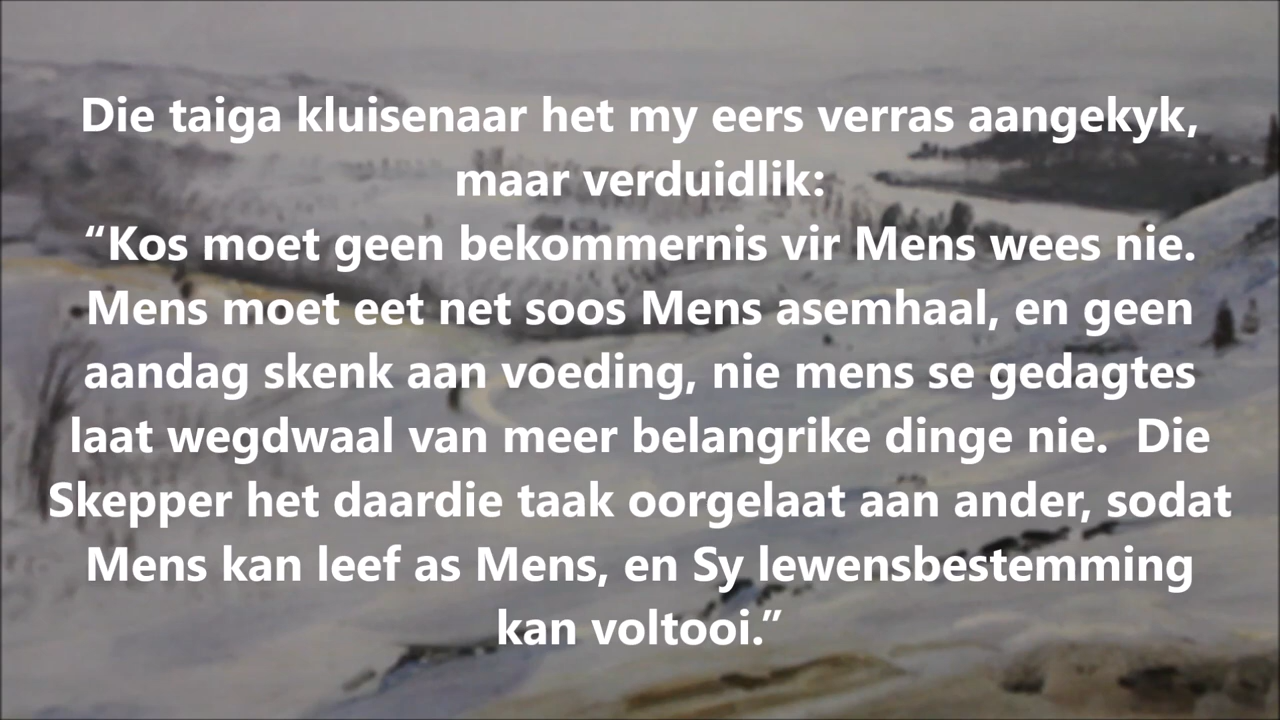 Die taiga kluisenaar het my eers verras aangekyk,
maar verduidlik:
“Kos moet geen bekommernis vir Mens wees nie.
Mens moet eet net soos Mens asemhaal, en geen
aandag skenk aan voeding, nie mens se gedagtes
laat wegdwaal van meer belangrike dinge nie.  Die
Skepper het daardie taak oorgelaat aan ander, sodat
Mens kan leef as Mens, en Sy lewensbestemming
kan voltooi.”